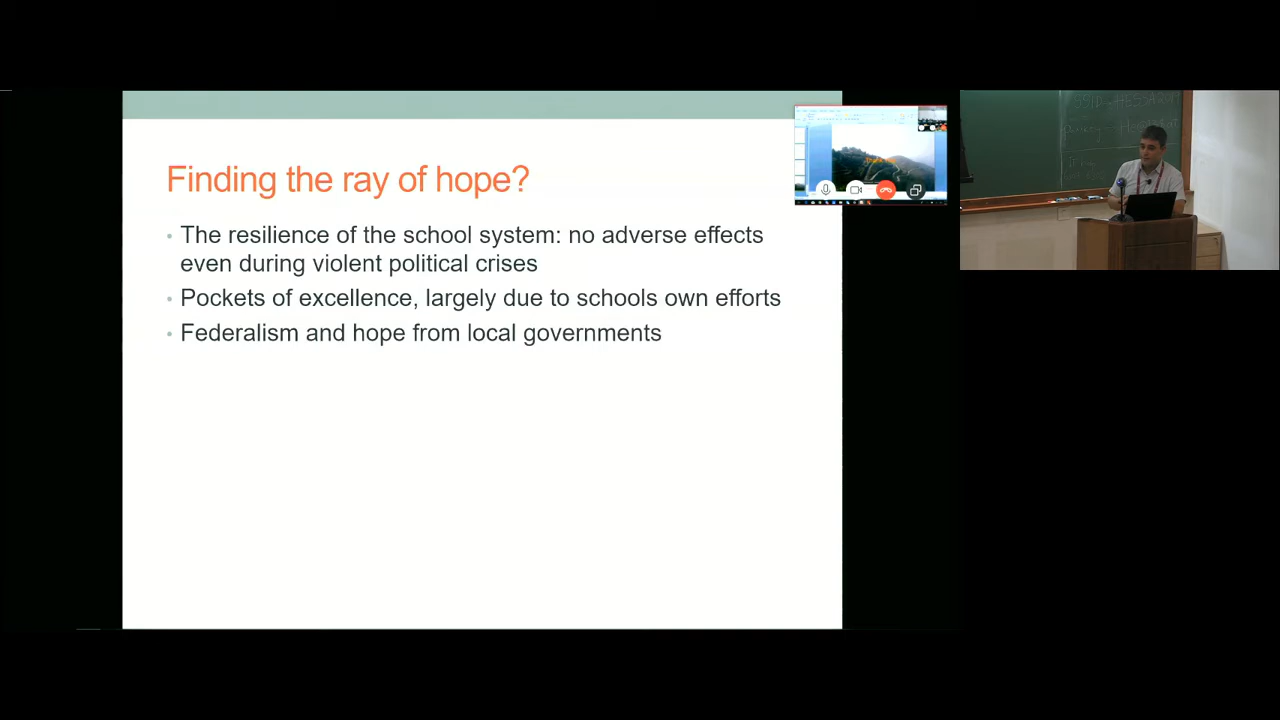 Finding the ray of hope?
• The resilience of the school system: no adverse effects
even during violent political crises
• Pockets of excellence, largely due to schools own efforts
• Federalism and hope from local governments